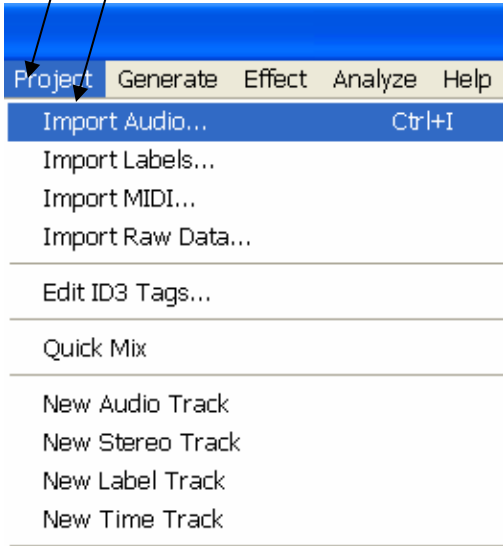 Project Generate Effect Analyze Help
Import Audio... Ctrl+I
Import Labels...
Import MIDI...
Import Raw Data...
Edit ID3 Tags...
Quick Mix
New Audio Track
New Stereo Track
New Label Track
New Time Track